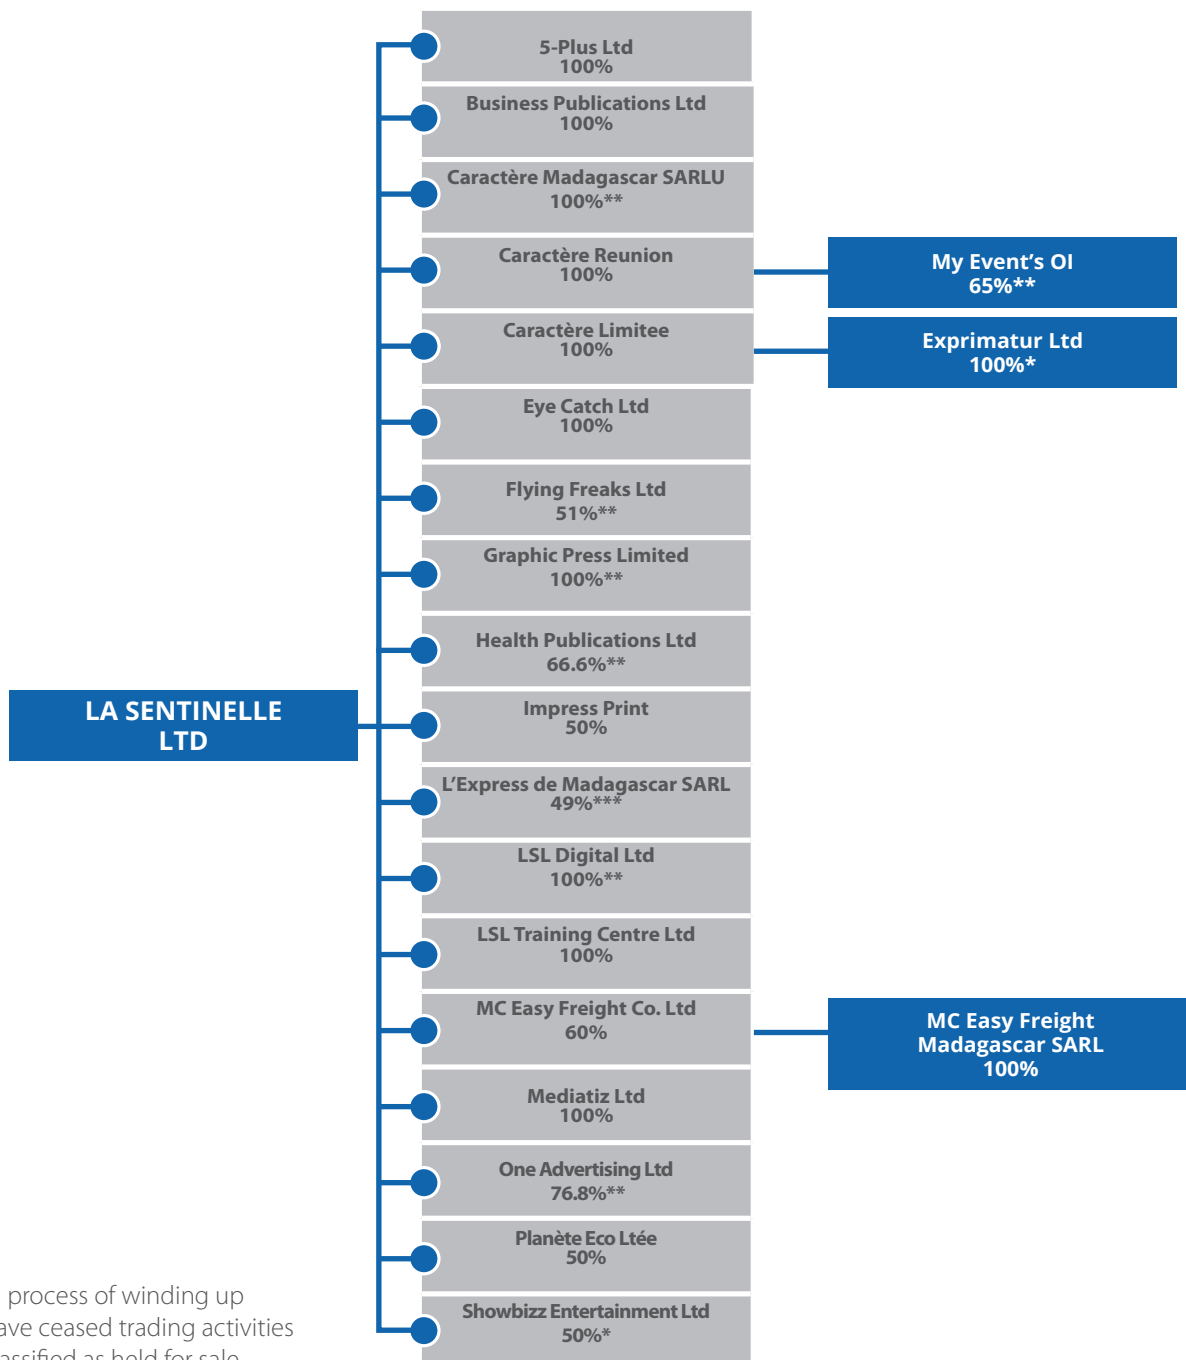 5-Plus Ltd
100%
Business Publications Ltd
100%
Caractère Madagascar SARLU
100%**
Caractère Reunion
100%
My Event's OI
65%**
Caractère Limitee
100%
Exprimatur Ltd
100%*
Eye Catch Ltd
100%
Flying Freaks Ltd
51%**
Graphic Press Limited
100%**
Health Publications Ltd
66.6%**
LA SENTINELLE
LTD
Impress Print
50%
L'Express de Madagascar SARL
49%***
LSL Digital Ltd
100%**
LSL Training Centre Ltd
100%
MC Easy Freight Co. Ltd
60%
MC Easy Freight
Madagascar SARL
100%
Mediatiz Ltd
100%
One Advertising Ltd
76.8%**
Planète Eco Ltée
50%
Showbizz Entertainment Ltd
50%*
process of winding up
ceased trading activities
as held for sale